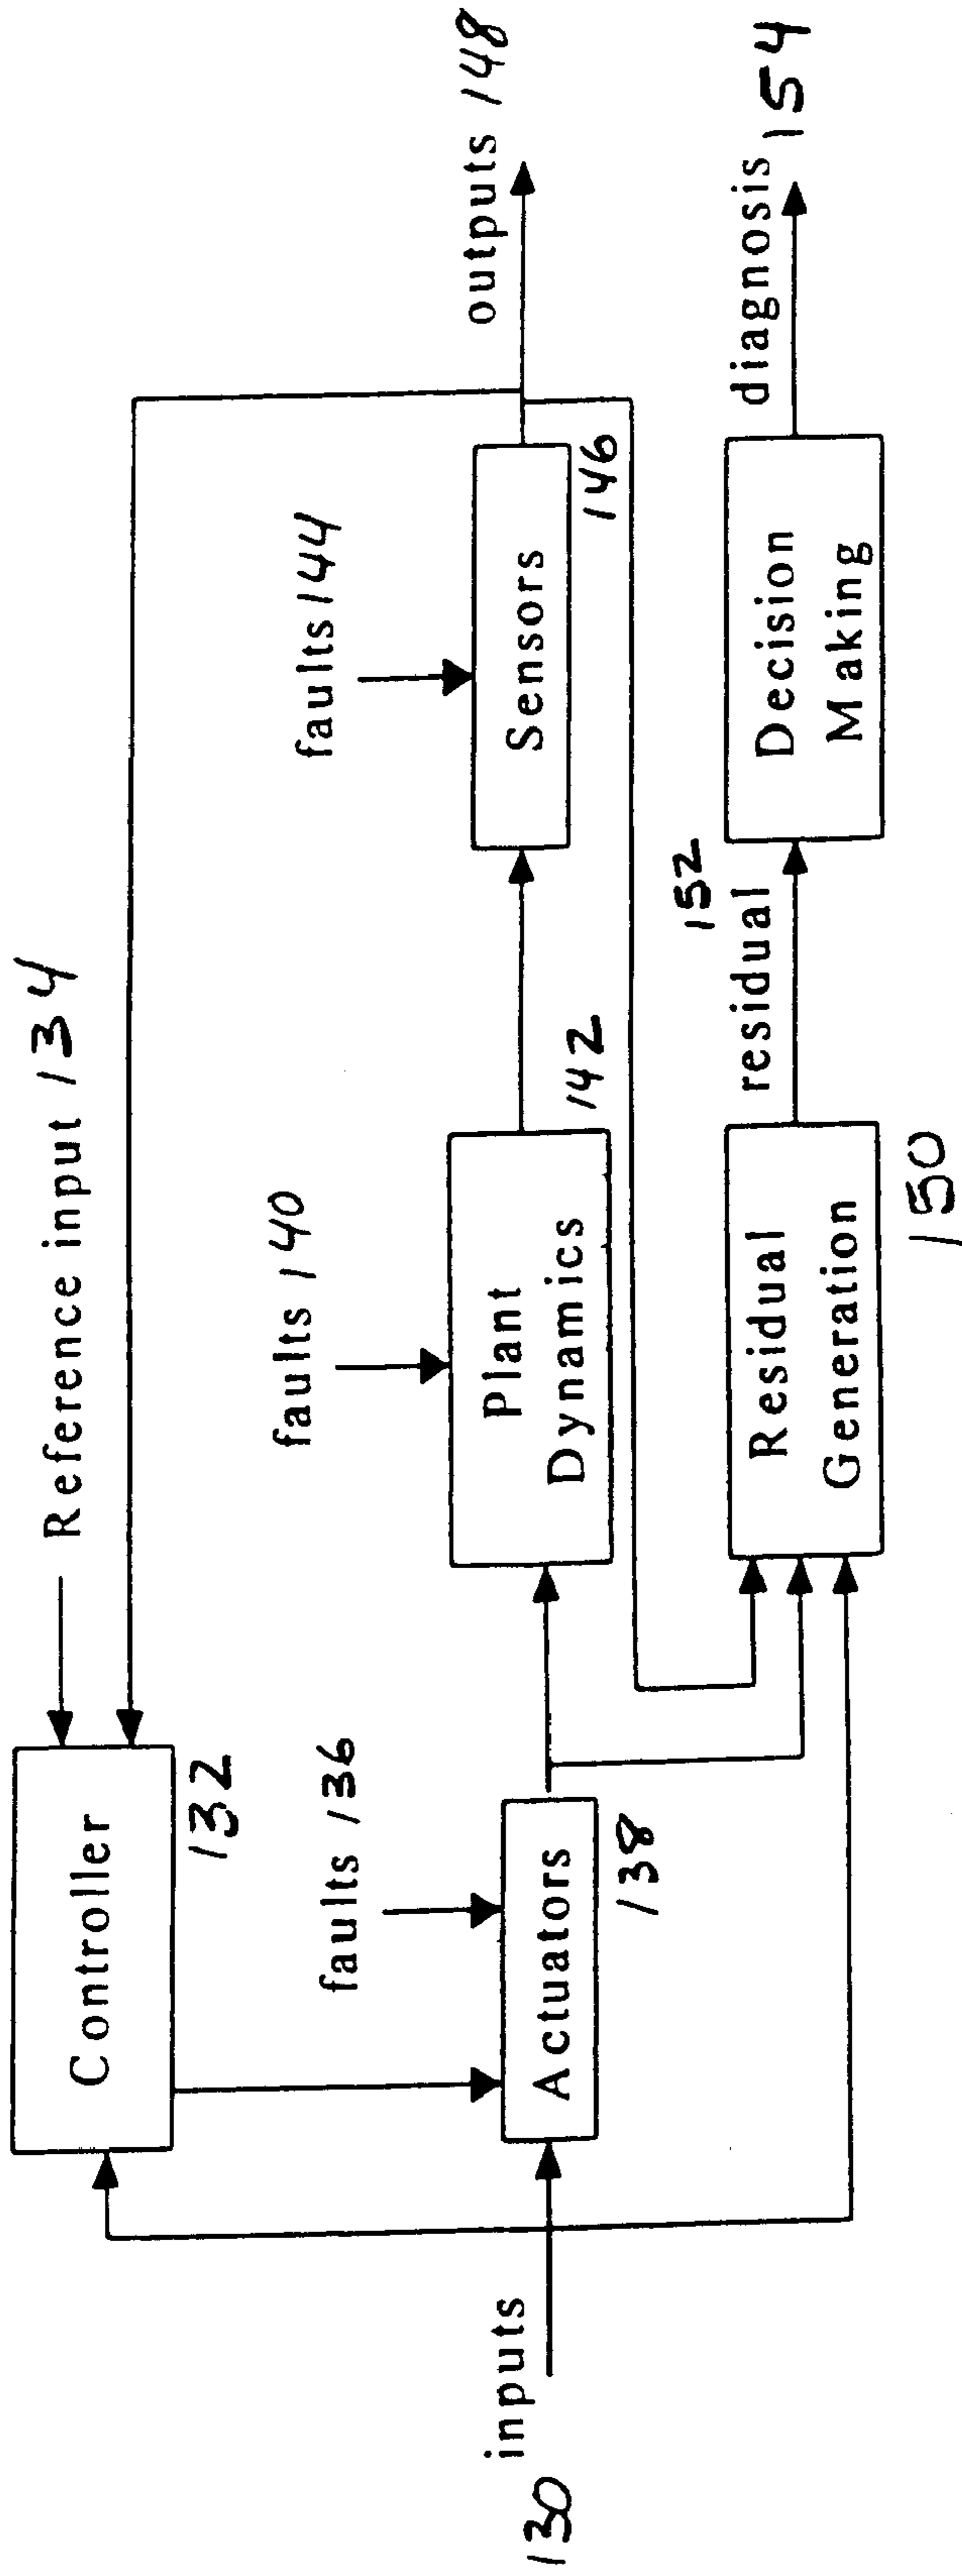 Reference input 134
Controller
132
faults 136
faults 140
faults 144
outputs 148
130 inputs
Actuators
138
Plant
Dynamics
142
Sensors
146
152
residual
diagnosis 154
Residual
Generation
150
Decision
Making